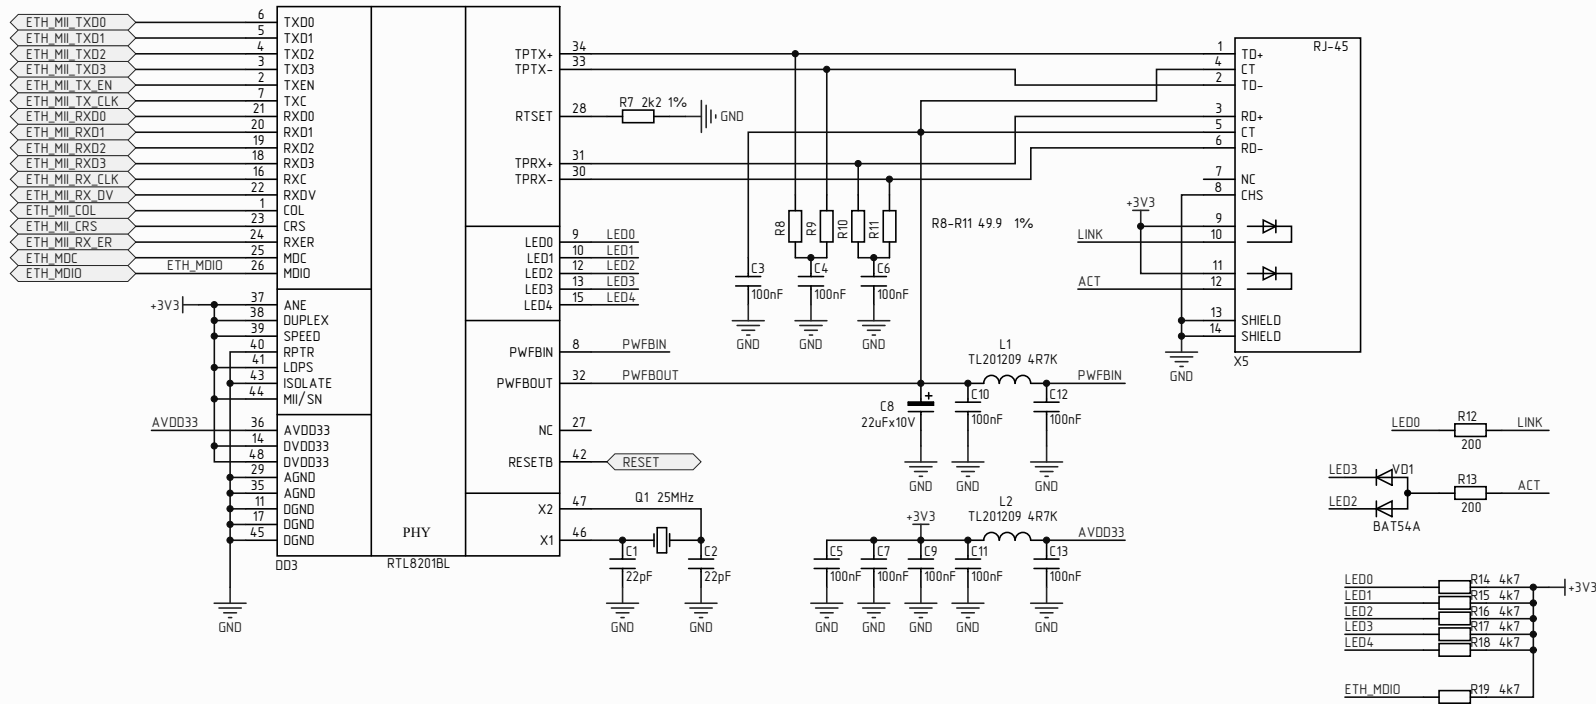 ETH_MII_TXD0 6 TXD0
ETH_MII_TXD1 5 TXD1
ETH_MII_TXD2 4 TXD2
ETH_MII_TXD3 3 TXD3
ETH_MII_TX_EN 2 TXEN
ETH_MII_TX_CLK 7 TXC
ETH_MII_RXD0 21 RXD0
ETH_MII_RXD1 20 RXD1
ETH_MII_RXD2 19 RXD2
ETH_MII_RXD3 18 RXD3
ETH_MII_RX_CLK 16 RXC
ETH_MII_RX_DV 22 RXDV
ETH_MII_COL 1 COL
ETH_MII_CRS 23 CRS
ETH_MII_RX_ER 24 RXER
ETH_MDC 25 MDC
ETH_MDIO ETH_MDIO 26 MDIO
+3V3 37 ANE
38 DUPLEX
39 SPEED
40 RPTR
41 LDPS
43 ISOLATE
44 MII/SN
AVDD33 36 AVDD33
14 DVDD33
48 DVDD33
29 AGND
35 AGND
11 DGND
17 DGND
45 DGND
GND
DD3
PHY
RTL8201BL
TPTX+ 34
TPTX- 33
RTSET 28 R7 2k2 1% GND
TPRX+ 31
TPRX- 30
LED0 9 LED0
LED1 10 LED1
LED2 12 LED2
LED3 13 LED3
LED4 15 LED4
PWFBIN 8 PWFBIN
PWFBOUT 32 PWFBOUT
NC 27
RESETB 42 RESET
X2 47 Q1 25MHz
X1 46
C1
22pF
GND
C2
22pF
GND
R8
R9
R10
R11
R8-R11 49.9 1%
C3
100nF
GND
C4
100nF
GND
C6
100nF
GND
RJ-45
1 TD+
4 CT
2 TD-
3 RD+
5 CT
6 RD-
7 NC
8 CHS
+3V3
9
LINK 10
11
ACT 12
13 SHIELD
14 SHIELD
X5
GND
L1
TL201209 4R7K
PWFBIN
C8
+
22uFx10V
GND
C10
100nF
GND
C12
100nF
GND
L2
TL201209 4R7K
+3V3
AVDD33
C5
100nF
GND
C7
100nF
GND
C9
100nF
GND
C11
100nF
GND
C13
100nF
GND
LED0 R12 LINK
200
LED3 VD1
R13 ACT
200
LED2
BAT54A
LED0 R14 4k7 +3V3
LED1 R15 4k7
LED2 R16 4k7
LED3 R17 4k7
LED4 R18 4k7
ETH_MDIO R19 4k7